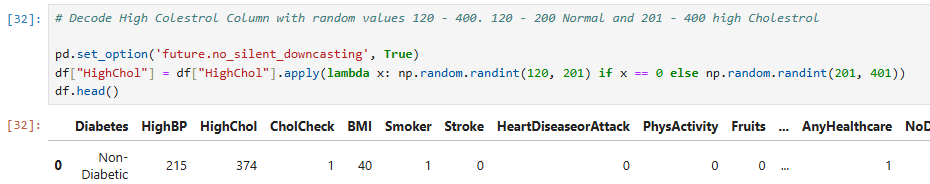 [32]: # Decode High Colestrol Column with random values 120 - 400. 120 - 200 Normal and 201 - 400 high Cholestrol
pd.set_option('future.no_silent_downcasting', True)
df["HighChol"] = df["HighChol"].apply(lambda x: np.random.randint(120, 201) if x == 0 else np.random.randint(201, 401))
df.head()
[32]: Diabetes HighBP HighChol CholCheck BMI Smoker Stroke HeartDiseaseorAttack PhysActivity Fruits ... AnyHealthcare
0 Non-Diabetic 215 374 1 40 1 0 0 0 0 ... 1